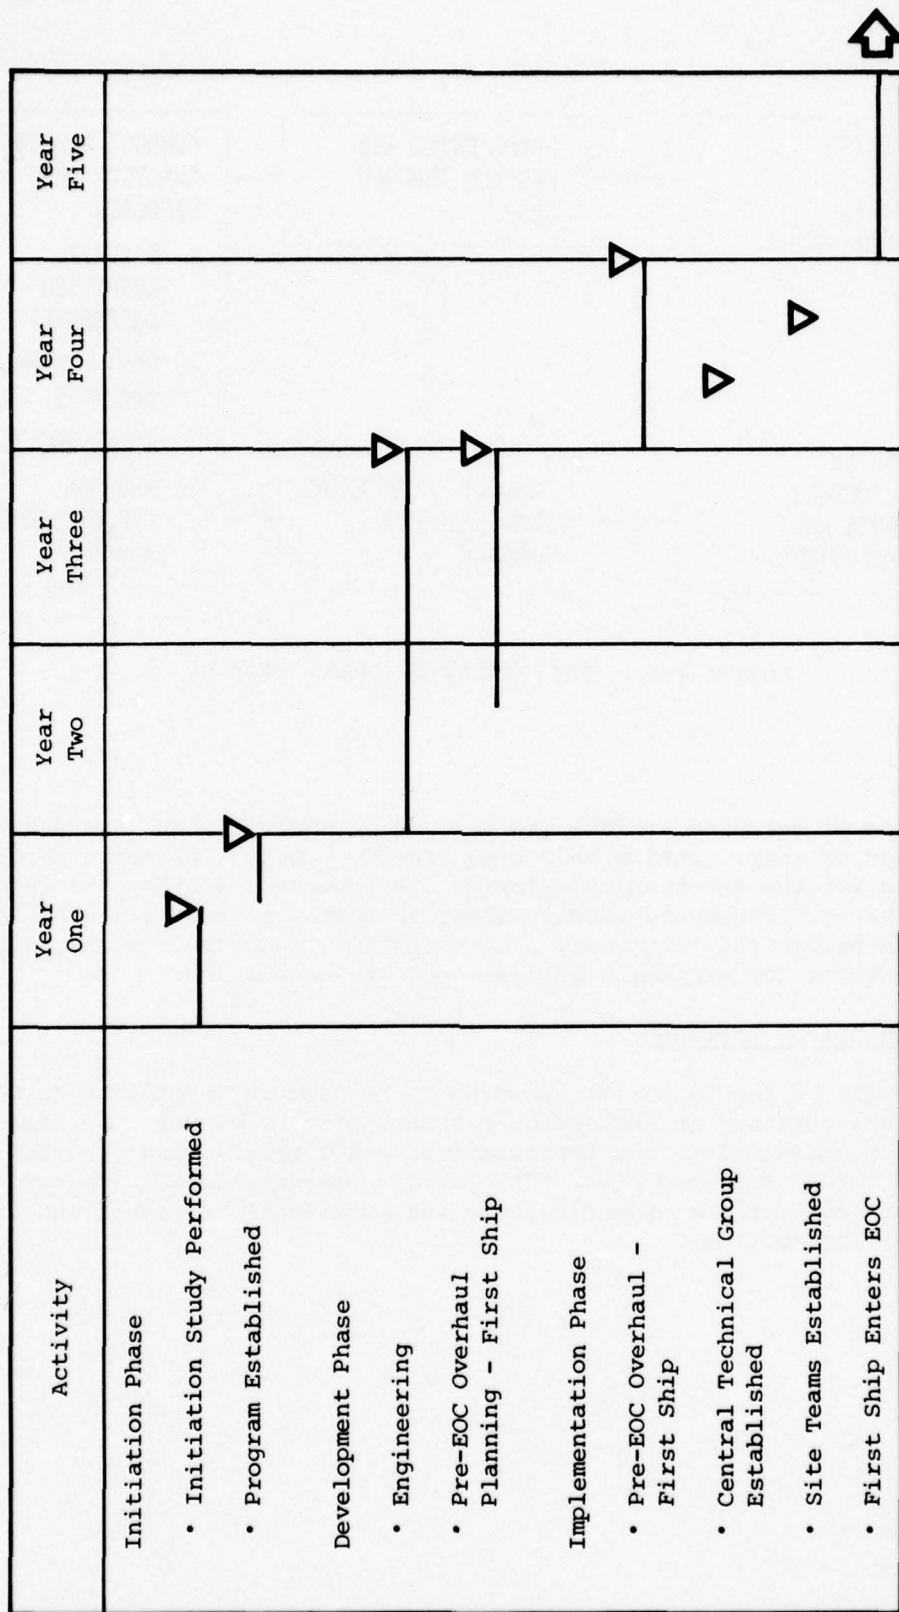 Activity
Year
One
Year
Two
Year
Three
Year
Four
Year
Five
Initiation Phase
• Initiation Study Performed
• Program Established
Development Phase
• Engineering
• Pre-EOC Overhaul
Planning - First Ship
Implementation Phase
• Pre-EOC Overhaul -
First Ship
• Central Technical Group
Established
• Site Teams Established
• First Ship Enters EOC